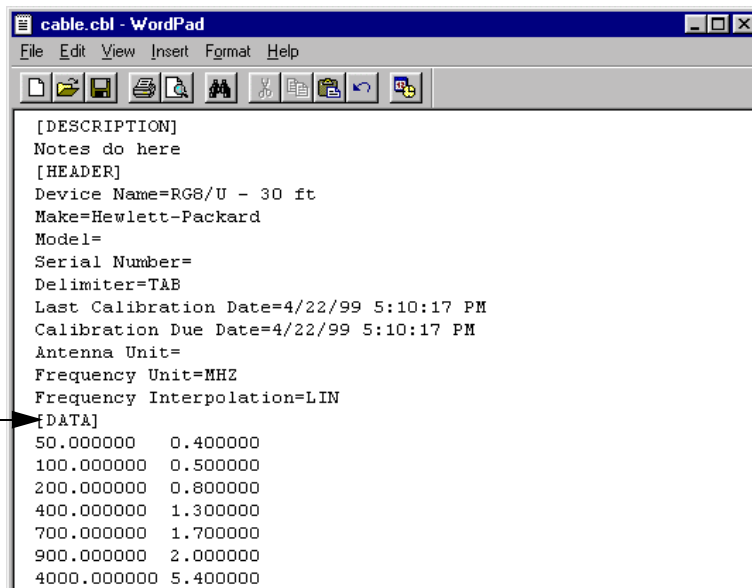 cable.cbl - WordPad
File Edit View Insert Format Help
[DESCRIPTION]
Notes do here
[HEADER]
Device Name=RG8/U - 30 ft
Make=Hewlett-Packard
Model=
Serial Number=
Delimiter=TAB
Last Calibration Date=4/22/99 5:10:17 PM
Calibration Due Date=4/22/99 5:10:17 PM
Antenna Unit=
Frequency Unit=MHZ
Frequency Interpolation=LIN
[DATA]
50.000000 0.400000
100.000000 0.500000
200.000000 0.800000
400.000000 1.300000
700.000000 1.700000
900.000000 2.000000
4000.000000 5.400000